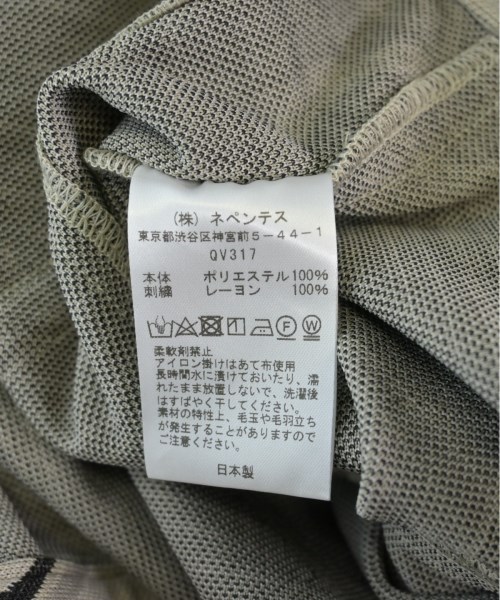 (株) ネペンテス
東京都渋谷区神宮前5-44-1
QV317
本体 ポリエステル100%
刺繍 レーヨン 100%
F W
柔軟剤禁止
アイロン掛けはあて布使用
長時間水に漬けておいたり、濡
れたまま放置しないで、洗濯後
はすばやく干してください。
素材の特性上、毛玉や毛羽立ち
が発生することがありますので
ご注意ください。
日本製